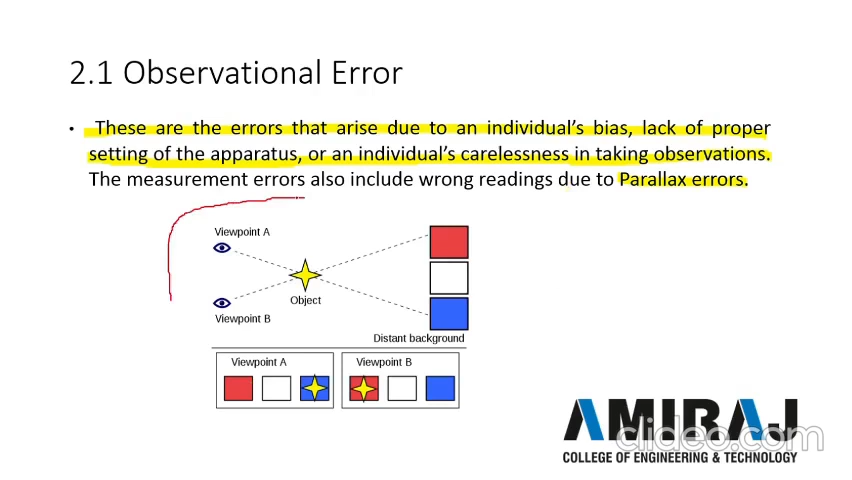 2.1 Observational Error
• These are the errors that arise due to an individual's bias, lack of proper
setting of the apparatus, or an individual's carelessness in taking observations.
The measurement errors also include wrong readings due to Parallax errors.
Viewpoint A
Object
Viewpoint B
Distant background
Viewpoint A Viewpoint B
AMIRAJ
clideo.com
COLLEGE OF ENGINEERING & TECHNOLOGY